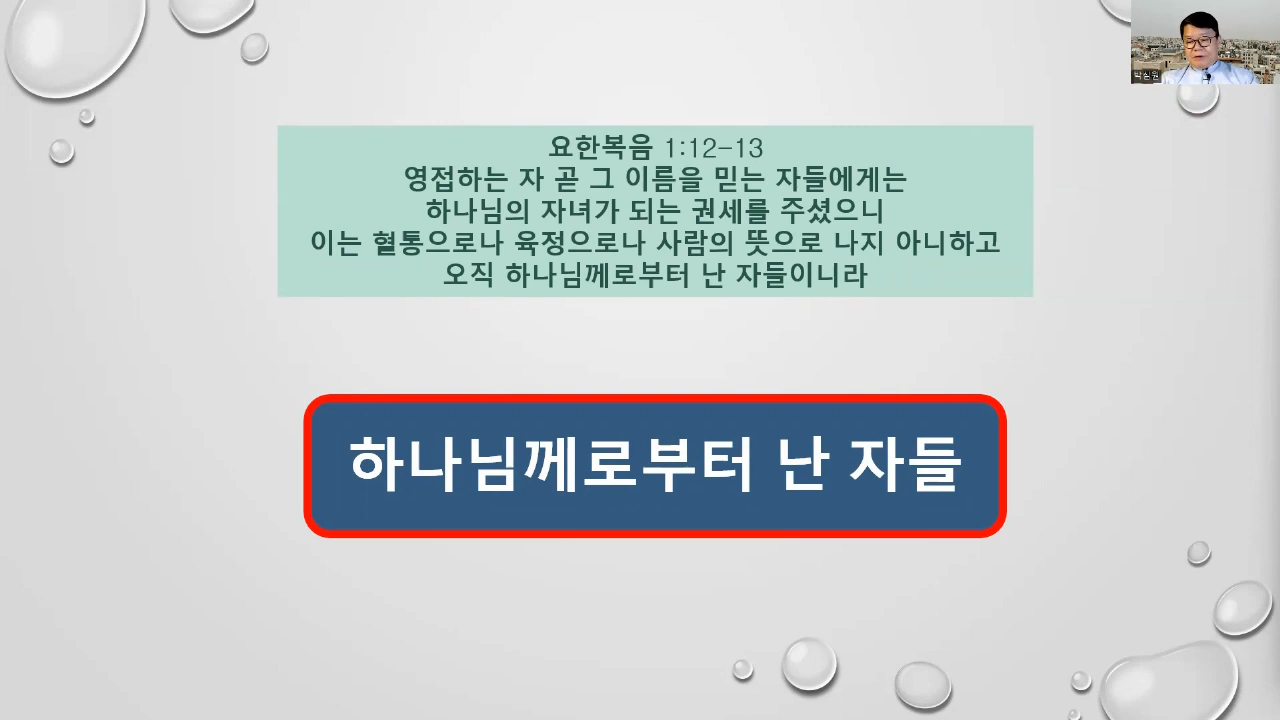 요한복음 1:12-13
영접하는 자 곧 그 이름을 믿는 자들에게는
하나님의 자녀가 되는 권세를 주셨으니
이는 혈통으로나 육정으로나 사람의 뜻으로 나지 아니하고
오직 하나님께로부터 난 자들이니라
하나님께로부터 난 자들